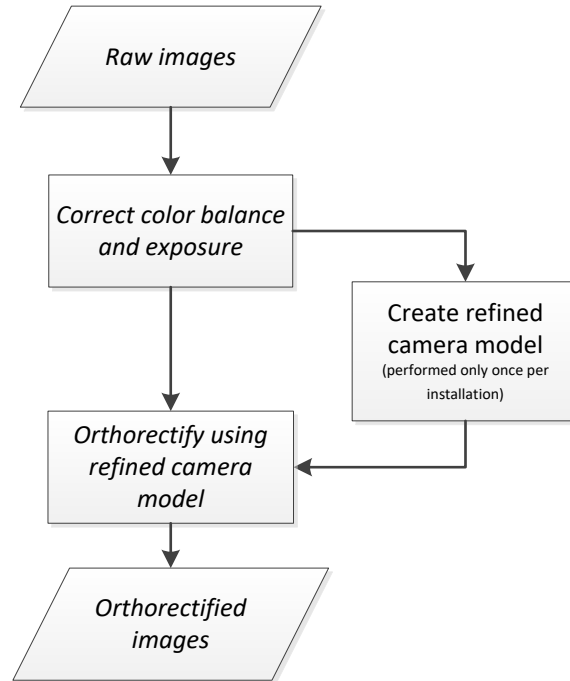 Raw images
Correct color balance
and exposure
Create refined
camera model
(performed only once per
installation)
Orthorectify using
refined camera
model
Orthorectified
images